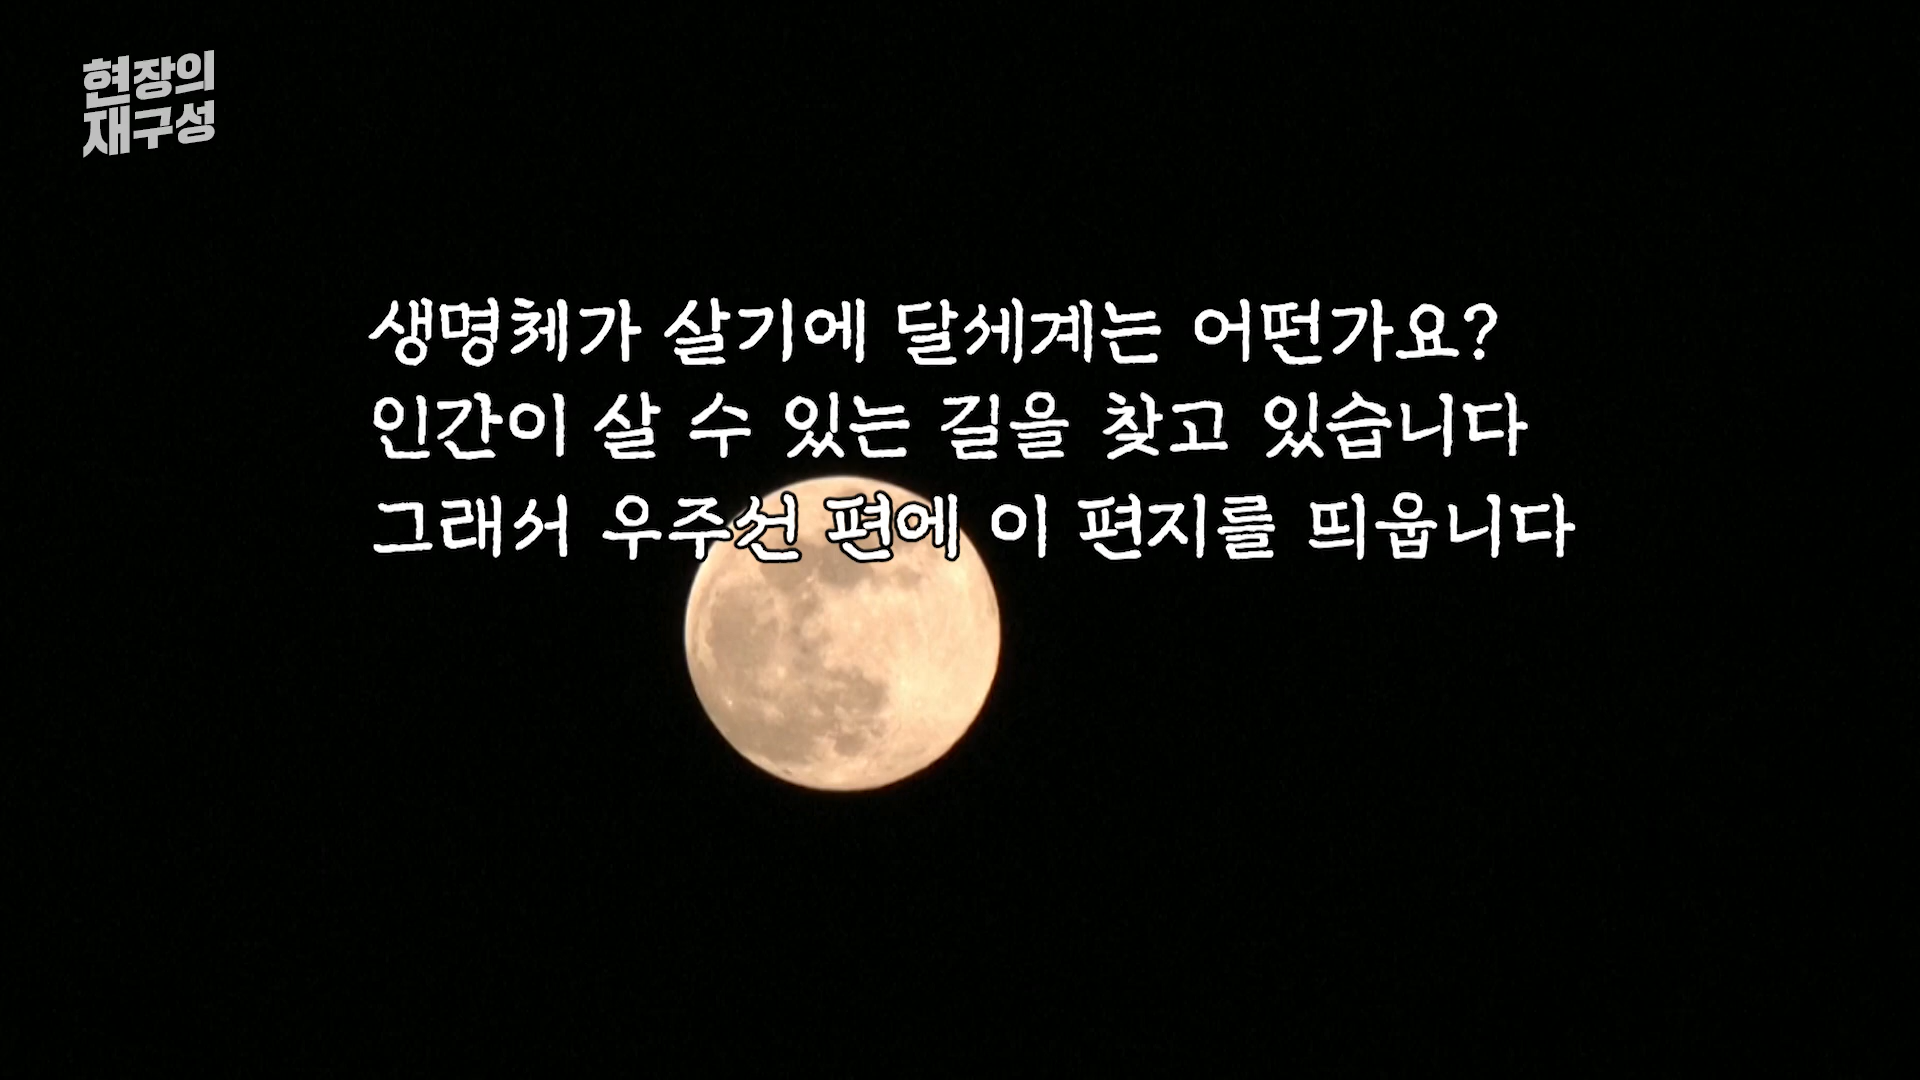 현장의
재구성
생명체가 살기에 달세계는 어떤가요?
인간이 살 수 있는 길을 찾고 있습니다
그래서 우주선 편에 이 편지를 띄웁니다